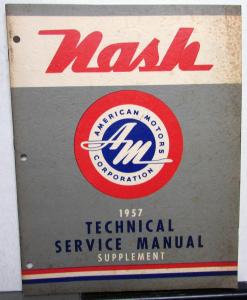 Nash
AMERICAN MOTORS
AM
CORPORATION
1957
TECHNICAL
SERVICE MANUAL
SUPPLEMENT